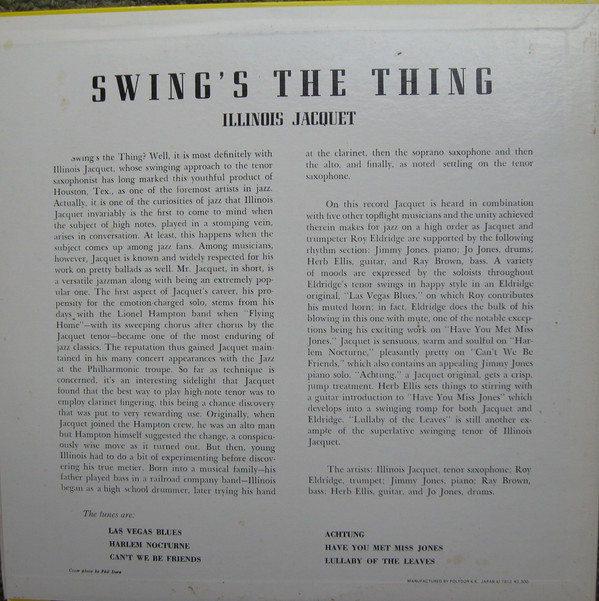 SWING'S THE THING
ILLINOIS JACQUET
Swing's the Thing? Well, it is most definitely with
Illinois Jacquet, whose swinging approach to the tenor
saxophonist has long marked this youthful product of
Houston, Tex., as one of the foremost artists in jazz.
Actually, it is one of the curiosities of jazz that Illinois
Jacquet invariably is the first to come to mind when
the subject of high notes, played in a stomping vein,
arises in conversation. At least, this happens when the
subject comes up among jazz fans. Among musicians,
however, Jacquet is known and widely respected for his
work on pretty ballads as well. Mr. Jacquet, in short, is
a versatile jazzman along with being an extremely pop-
ular one. The first aspect of Jacquet's career, his pro-
pensity for the emotion-charged solo, stems from his
days with the Lionel Hampton band when "Flying
Home"—with its sweeping chorus after chorus by the
Jacquet tenor—became one of the most enduring of
jazz classics. The reputation thus gained Jacquet main-
tained in his many concert appearances with the Jazz
at the Philharmonic troupe. So far as technique is
concerned, it's an interesting sidelight that Jacquet
found that the best way to play high-note tenor was to
employ clarinet fingering, this being a chance discovery
that was put to very rewarding use. Originally, when
Jacquet joined the Hampton crew, he was an alto man
but Hampton himself suggested the change, a conspicu-
ously wise move as it turned out. But then, young
Illinois had to do a bit of experimenting before discov-
ering his true metier. Born into a musical family—his
father played bass in a railroad company band—Illinois
began as a high school drummer, later trying his hand
at the clarinet, then the soprano saxophone and then
the alto, and finally, as noted settling on the tenor
saxophone.
On this record Jacquet is heard in combination
with five other topflight musicians and the unity achieved
therein makes for jazz on a high order as Jacquet and
trumpeter Roy Eldridge are supported by the following
rhythm section: Jimmy Jones, piano; Jo Jones, drums;
Herb Ellis, guitar, and Ray Brown, bass. A variety
of moods are expressed by the soloists throughout
Eldridge's tenor swings in happy style in an Eldridge
original, "Las Vegas Blues," on which Roy contributes
his muted horn; in fact, Eldridge does the bulk of his
blowing in this one with mute, one of the notable excep-
tions being his exciting work on "Have You Met Miss
Jones." Jacquet is sensuous, warm and soulful on "Har-
lem Nocturne," pleasantly pretty on "Can't We Be
Friends," which also contains an appealing Jimmy Jones
piano solo. "Achtung," a Jacquet original, gets a crisp,
jump treatment. Herb Ellis sets things to stirring with
a guitar introduction to "Have You Miss Jones" which
develops into a swinging romp for both Jacquet and
Eldridge. "Lullaby of the Leaves" is still another ex-
ample of the superlative swinging tenor of Illinois
Jacquet.
The artists: Illinois Jacquet, tenor saxophone; Roy
Eldridge, trumpet; Jimmy Jones, piano; Ray Brown,
bass; Herb Ellis, guitar, and Jo Jones, drums.
The tunes are:
LAS VEGAS BLUES
HARLEM NOCTURNE
CAN'T WE BE FRIENDS
ACHTUNG
HAVE YOU MET MISS JONES
LULLABY OF THE LEAVES
Cover photo by Phil Stern
MANUFACTURED BY POLYDOR K.K., JAPAN